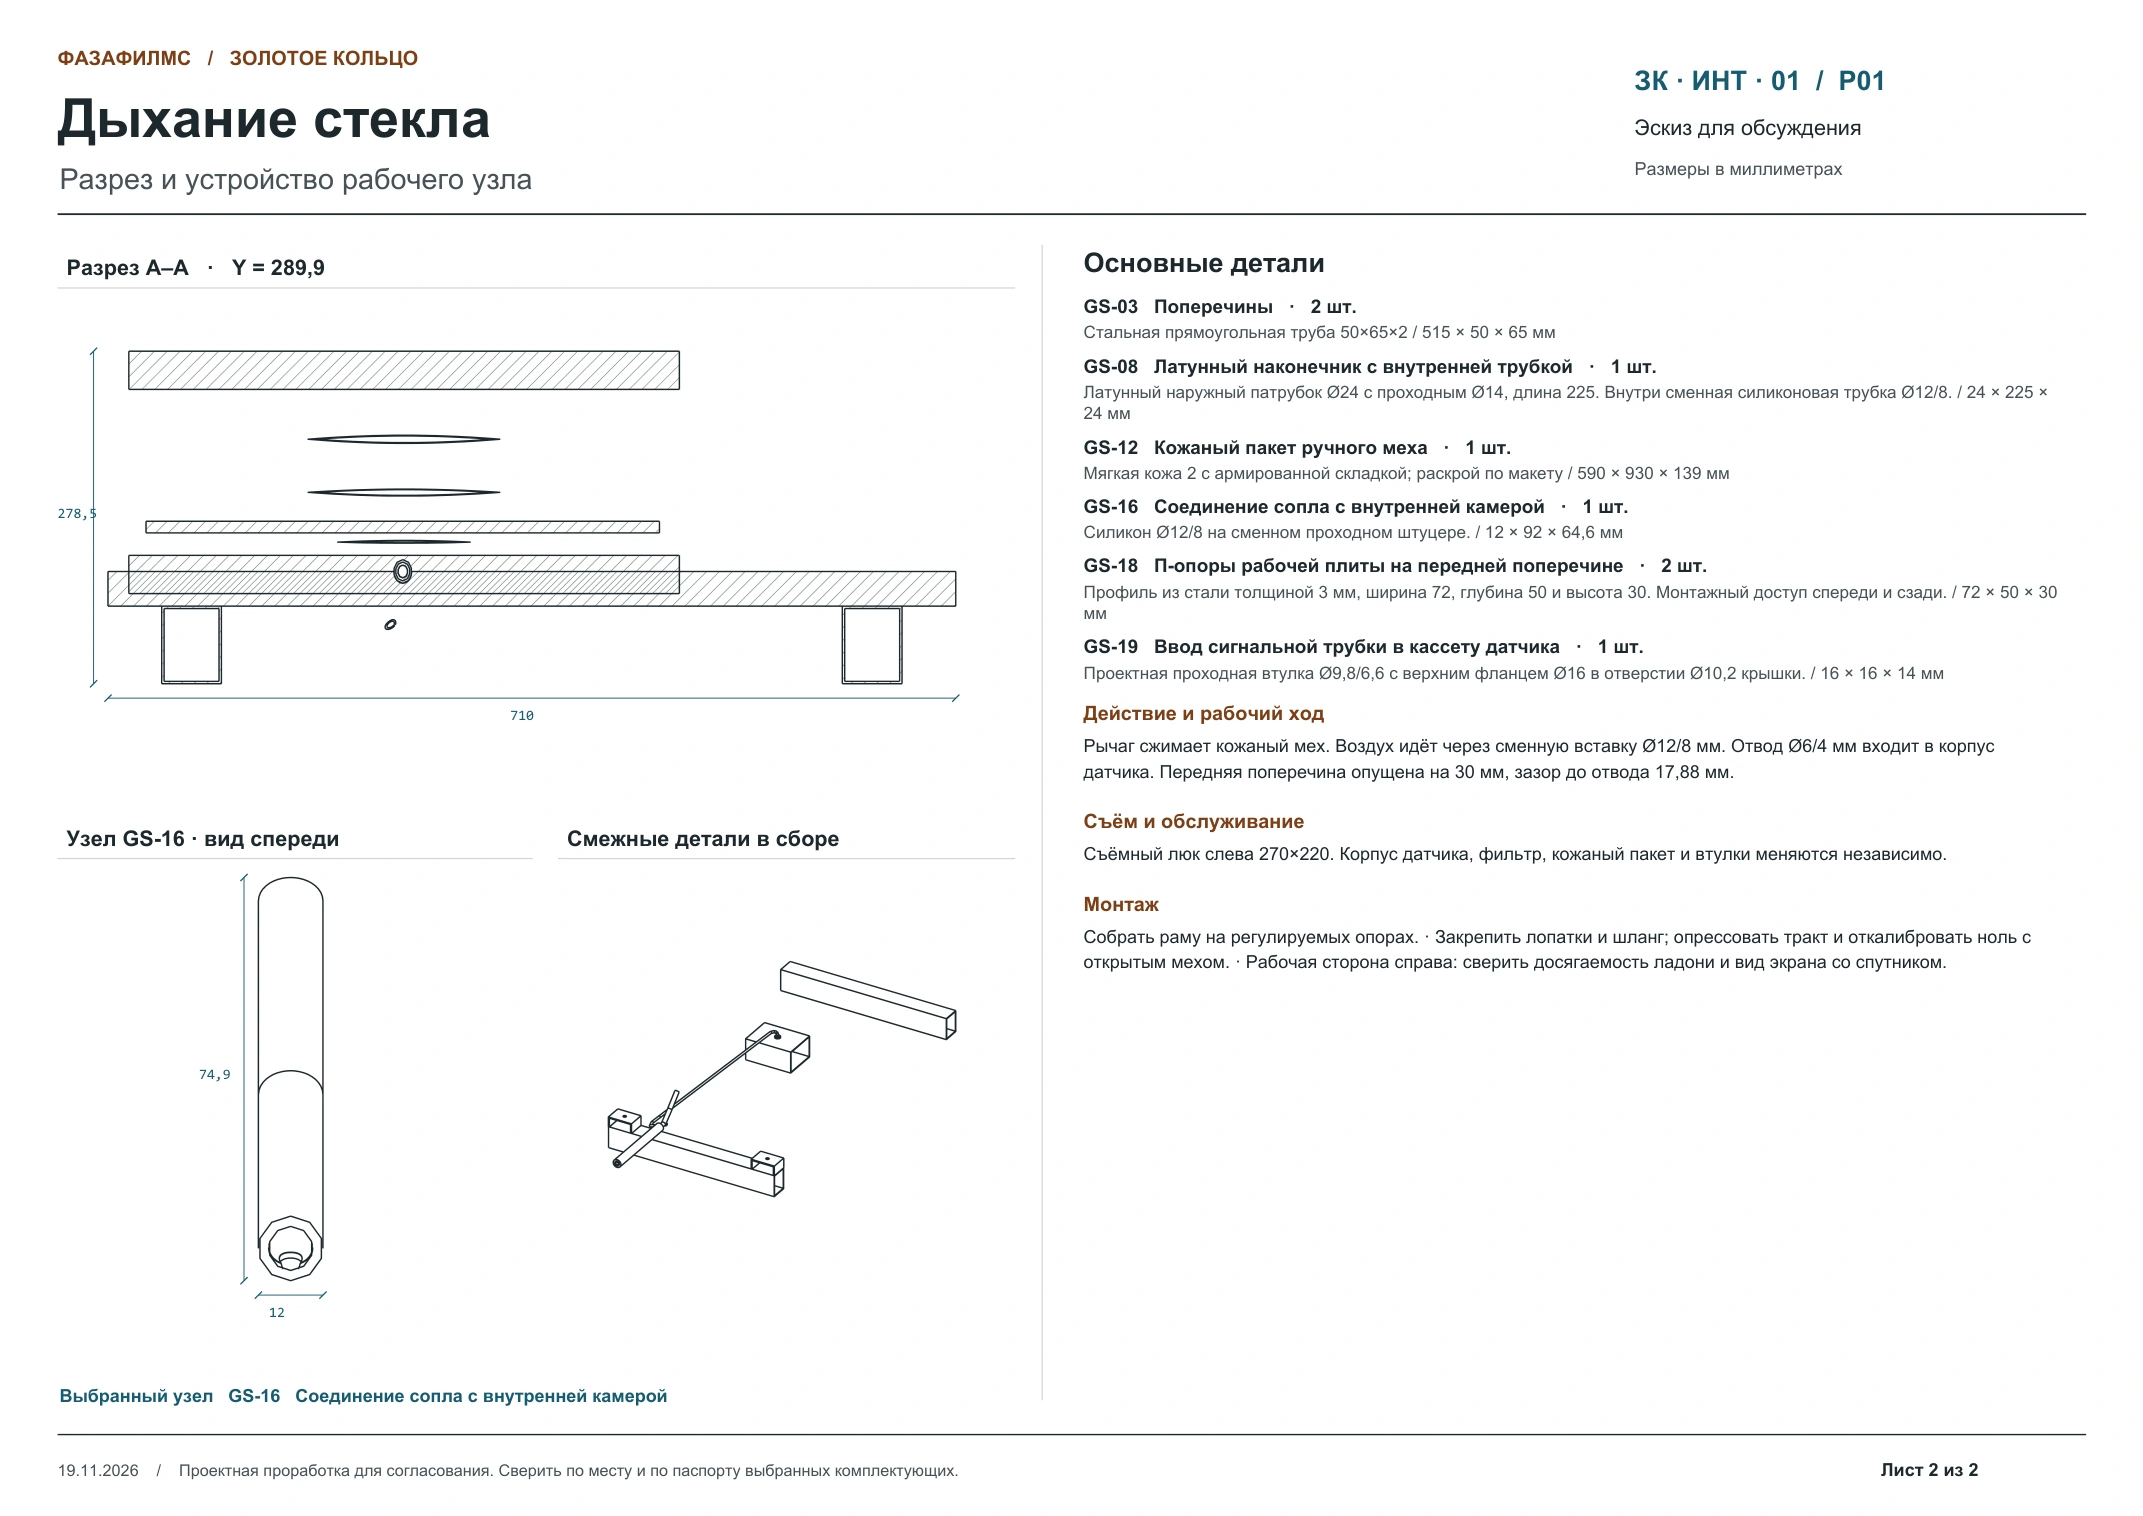 ФАЗАФИЛМС / ЗОЛОТОЕ КОЛЬЦО
Дыхание стекла
Разрез и устройство рабочего узла
ЗК · ИНТ · 01 / Р01
Эскиз для обсуждения
Размеры в миллиметрах
Разрез А–А · Y = 289,9
278,5
710
Узел GS-16 · вид спереди
74,9
12
Смежные детали в сборе
Выбранный узел GS-16 Соединение сопла с внутренней камерой
Основные детали
GS-03 Поперечины · 2 шт.
Стальная прямоугольная труба 50×65×2 / 515 × 50 × 65 мм
GS-08 Латунный наконечник с внутренней трубкой · 1 шт.
Латунный наружный патрубок Ø24 с проходным Ø14, длина 225. Внутри сменная силиконовая трубка Ø12/8. / 24 × 225 ×
24 мм
GS-12 Кожаный пакет ручного меха · 1 шт.
Мягкая кожа 2 с армированной складкой; раскрой по макету / 590 × 930 × 139 мм
GS-16 Соединение сопла с внутренней камерой · 1 шт.
Силикон Ø12/8 на сменном проходном штуцере. / 12 × 92 × 64,6 мм
GS-18 П-опоры рабочей плиты на передней поперечине · 2 шт.
Профиль из стали толщиной 3 мм, ширина 72, глубина 50 и высота 30. Монтажный доступ спереди и сзади. / 72 × 50 × 30
мм
GS-19 Ввод сигнальной трубки в кассету датчика · 1 шт.
Проектная проходная втулка Ø9,8/6,6 с верхним фланцем Ø16 в отверстии Ø10,2 крышки. / 16 × 16 × 14 мм
Действие и рабочий ход
Рычаг сжимает кожаный мех. Воздух идёт через сменную вставку Ø12/8 мм. Отвод Ø6/4 мм входит в корпус
датчика. Передняя поперечина опущена на 30 мм, зазор до отвода 17,88 мм.
Съём и обслуживание
Съёмный люк слева 270×220. Корпус датчика, фильтр, кожаный пакет и втулки меняются независимо.
Монтаж
Собрать раму на регулируемых опорах. · Закрепить лопатки и шланг; опрессовать тракт и откалибровать ноль с
открытым мехом. · Рабочая сторона справа: сверить досягаемость ладони и вид экрана со спутником.
19.11.2026 / Проектная проработка для согласования. Сверить по месту и по паспорту выбранных комплектующих.
Лист 2 из 2